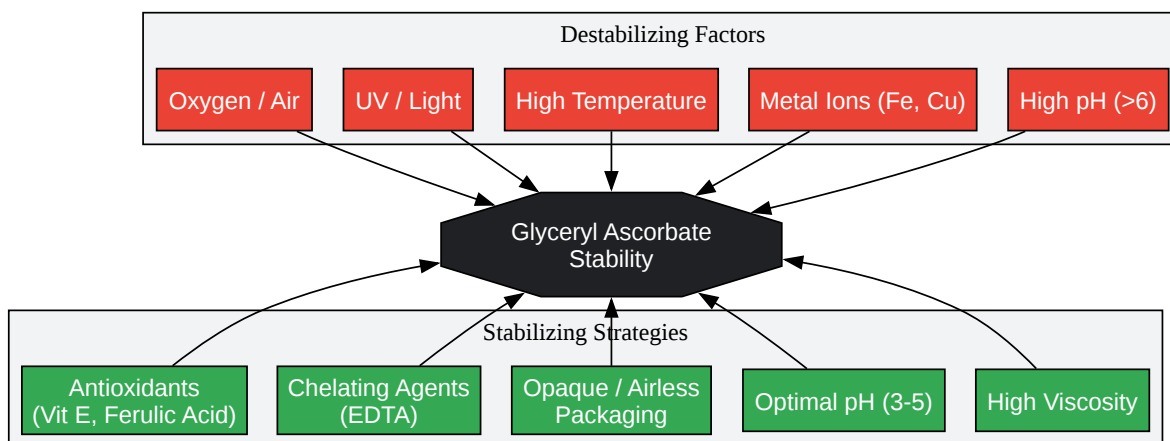 Destabilizing Factors
Oxygen / Air
UV / Light
High Temperature
Metal Ions (Fe, Cu)
High pH (>6)
Glyceryl Ascorbate
Stability
Stabilizing Strategies
Antioxidants
(Vit E, Ferulic Acid)
Chelating Agents
(EDTA)
Opaque / Airless
Packaging
Optimal pH (3-5)
High Viscosity